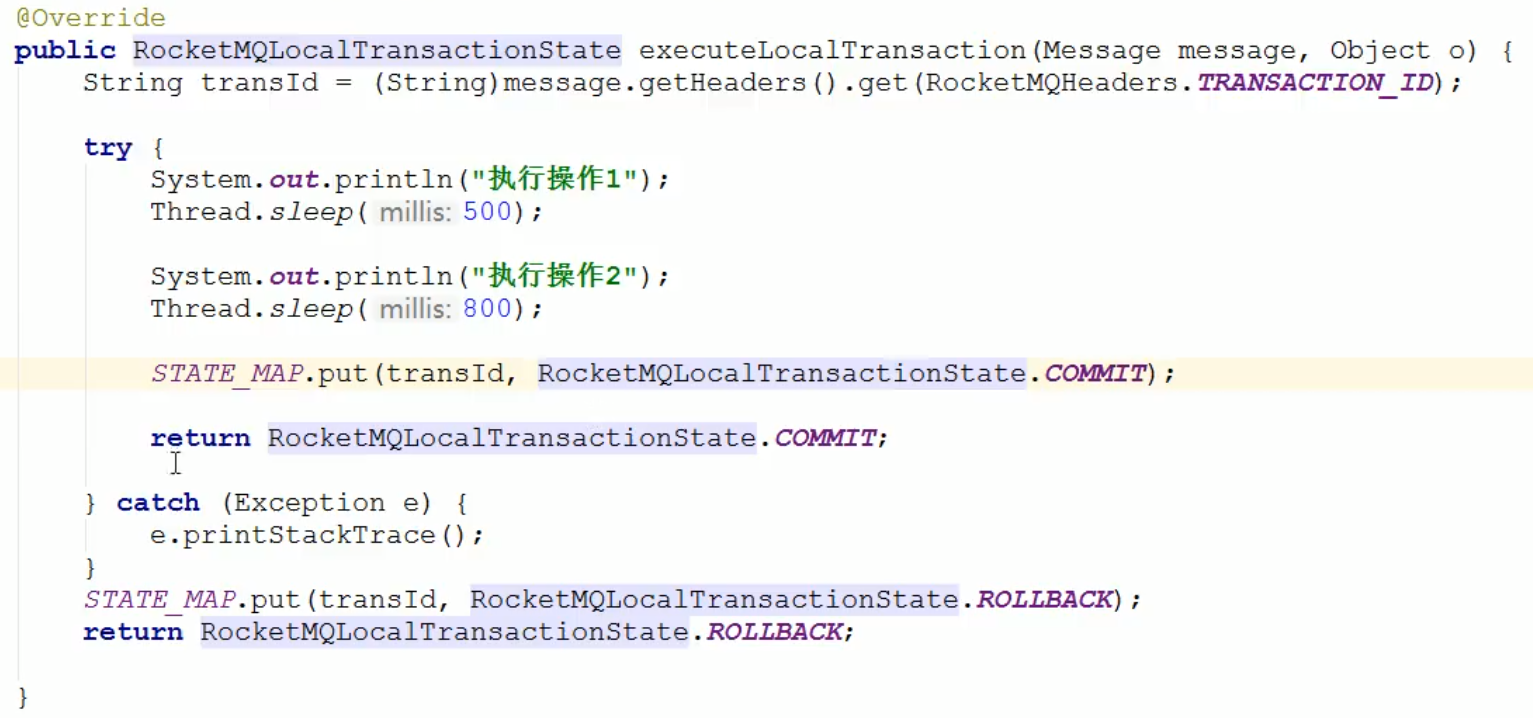 @Override
public RocketMQLocalTransactionState executeLocalTransaction(Message message, Object o) {
String transId = (String)message.getHeaders().get(RocketMQHeaders.TRANSACTION_ID);
try {
System.out.println("执行操作1");
Thread.sleep( millis: 500);
System.out.println("执行操作2");
Thread.sleep( millis: 800);
STATE_MAP.put(transId, RocketMQLocalTransactionState.COMMIT);
return RocketMQLocalTransactionState.COMMIT;
} catch (Exception e) {
e.printStackTrace();
}
STATE_MAP.put(transId, RocketMQLocalTransactionState.ROLLBACK);
return RocketMQLocalTransactionState.ROLLBACK;
}